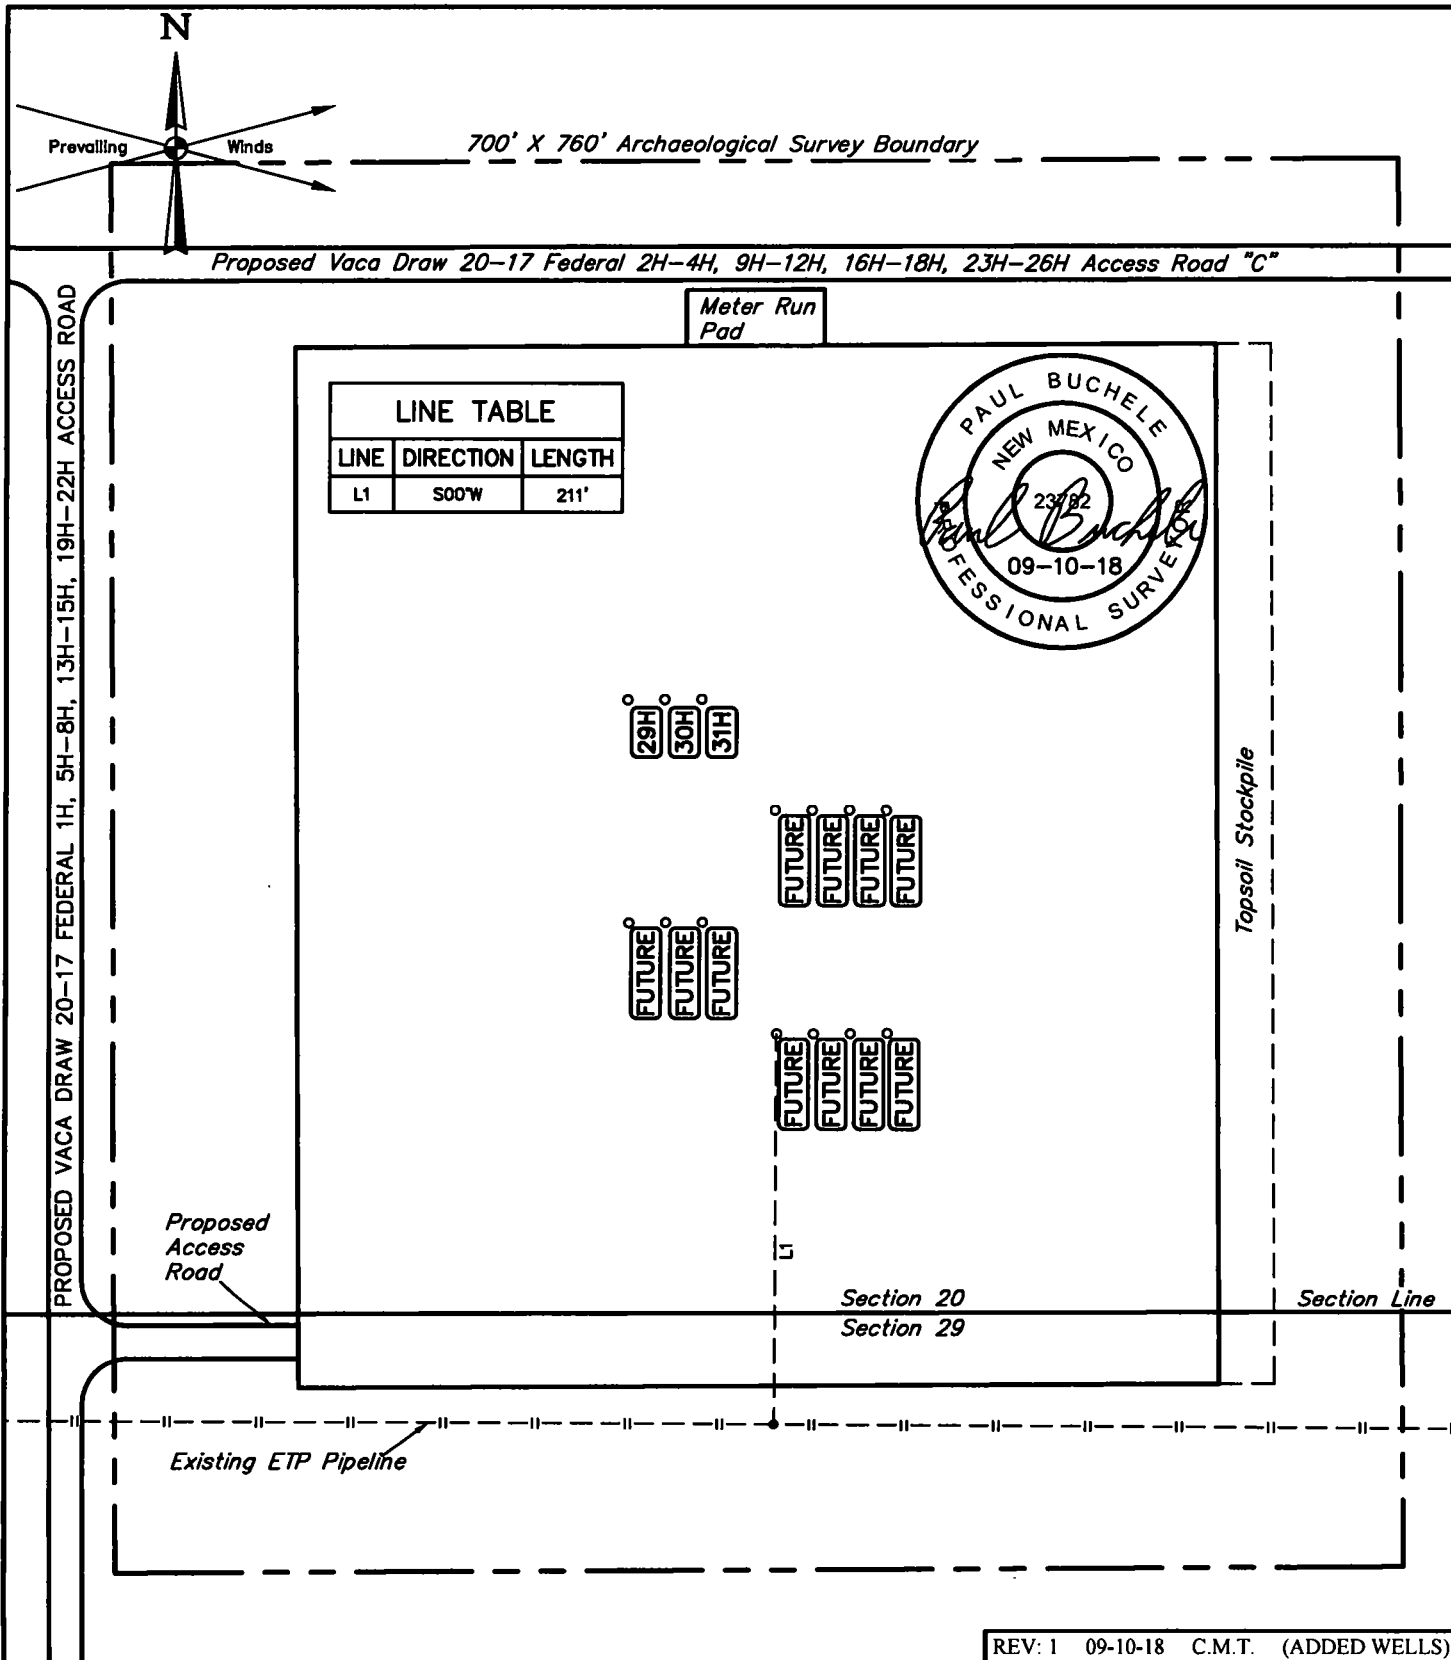 N
Prevailing Winds
700' X 760' Archaeological Survey Boundary
Proposed Vaca Draw 20-17 Federal 2H-4H, 9H-12H, 16H-18H, 23H-26H Access Road "C"
PROPOSED VACA DRAW 20-17 FEDERAL 1H, 5H-8H, 13H-15H, 19H-22H ACCESS ROAD
Meter Run
Pad
LINE TABLE
LINE DIRECTION LENGTH
L1 S00°W 211'
PAUL BUCHELE
NEW MEXICO
23782
Paul Buchele
09-10-18
PROFESSIONAL SURVEYOR
29H
30H
31H
FUTURE
FUTURE
FUTURE
FUTURE
Topsoil Stockpile
FUTURE
FUTURE
FUTURE
FUTURE
FUTURE
FUTURE
FUTURE
L1
Proposed
Access
Road
Section 20
Section Line
Section 29
Existing ETP Pipeline
REV: 1 09-10-18 C.M.T. (ADDED WELLS)